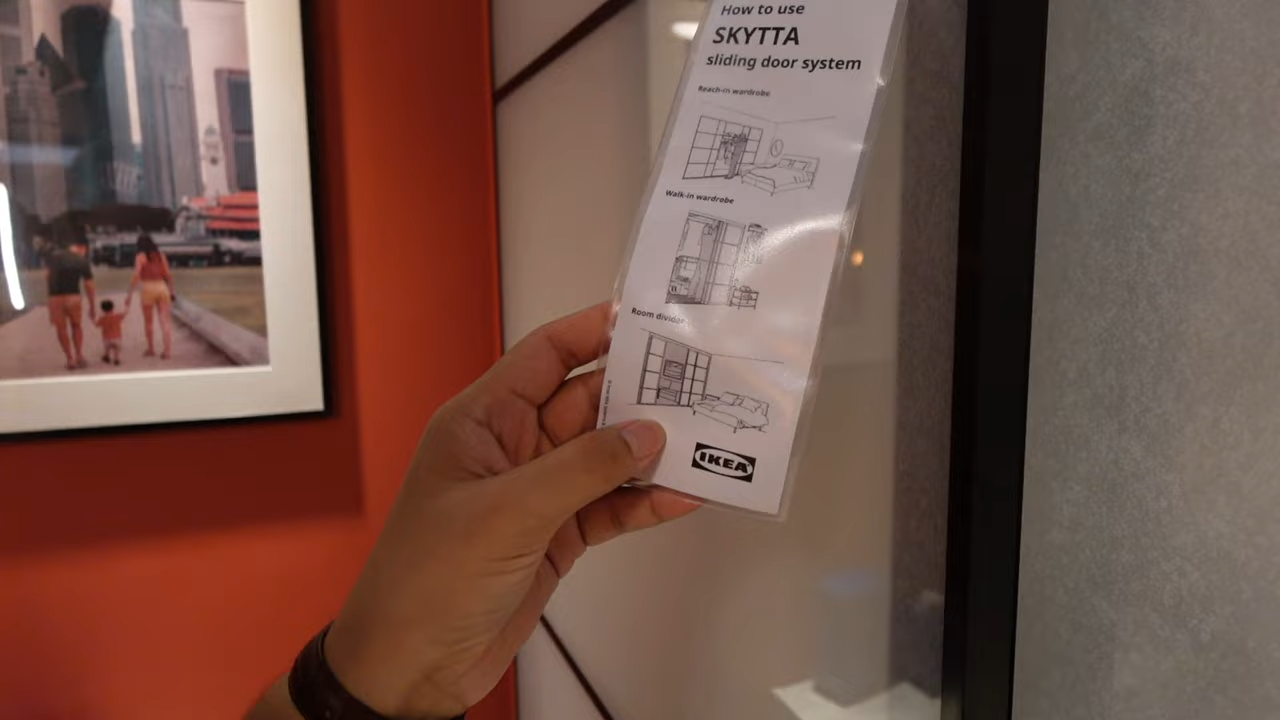 How to use
SKYTTA
sliding door system
Reach-in wardrobe
Walk-in wardrobe
Room divider
IKEA